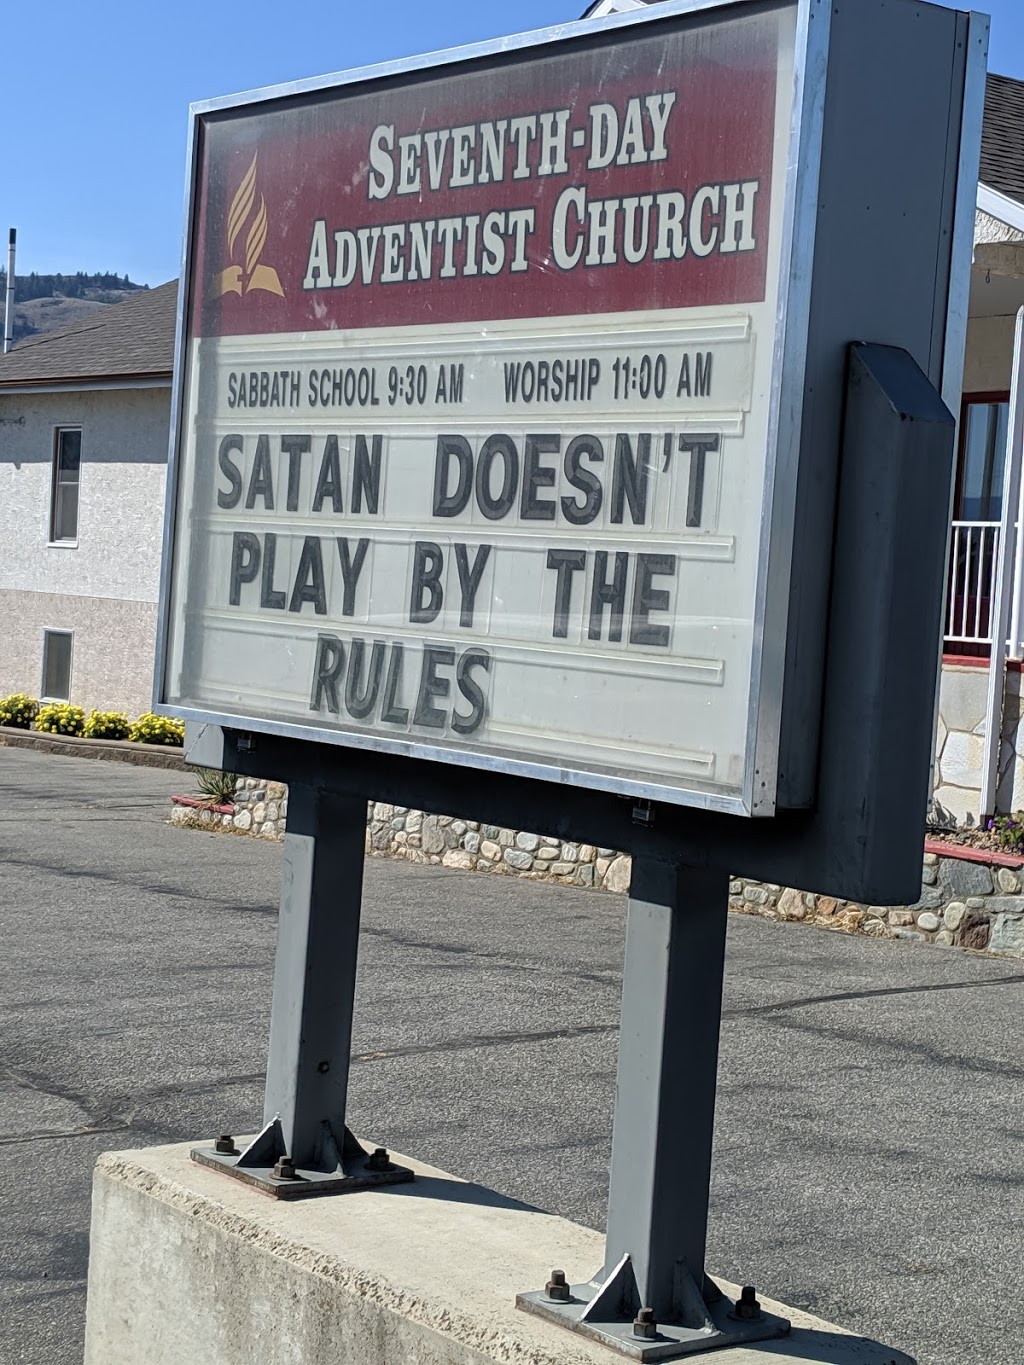 SEVENTH-DAY
ADVENTIST CHURCH
SABBATH SCHOOL 9:30 AM WORSHIP 11:00 AM
SATAN DOESN'T
PLAY BY THE
RULES